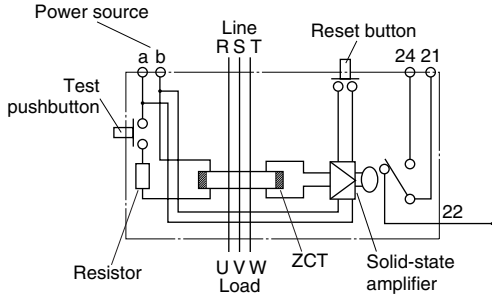 Power source
Line
a b
R S T
Reset button
24 21
Test
pushbutton
22
Resistor
U V W
Load
ZCT
Solid-state
amplifier